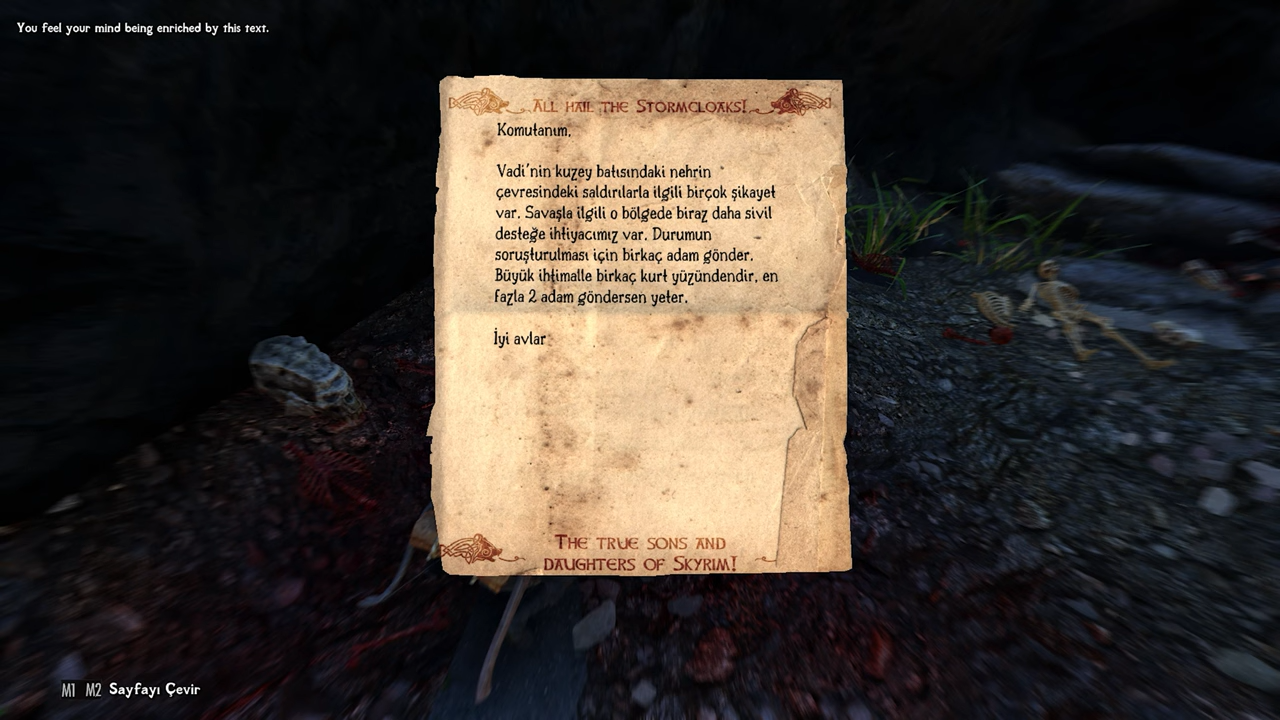 You feel your mind being enriched by this text.
ALL HAIL THE STORMCLOAKS!
Komutanım,
Vadi'nin kuzey batısındaki nehrin
çevresindeki saldırılarla ilgili birçok şikayet
var. Savaşla ilgili o bölgede biraz daha sivil
desteğe ihtiyacımız var. Durumun
soruşturulması için birkaç adam gönder.
Büyük ihtimalle birkaç kurt yüzündendir, en
fazla 2 adam göndersen yeter.
İyi avlar
THE TRUE SONS AND
DAUGHTERS OF SKYRIM!
M1 M2 Sayfayı Çevir